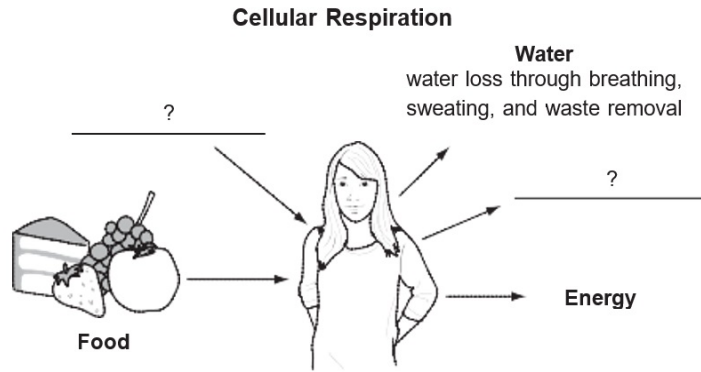 Cellular Respiration
Water
water loss through breathing,
sweating, and waste removal
?
?
Food
Energy